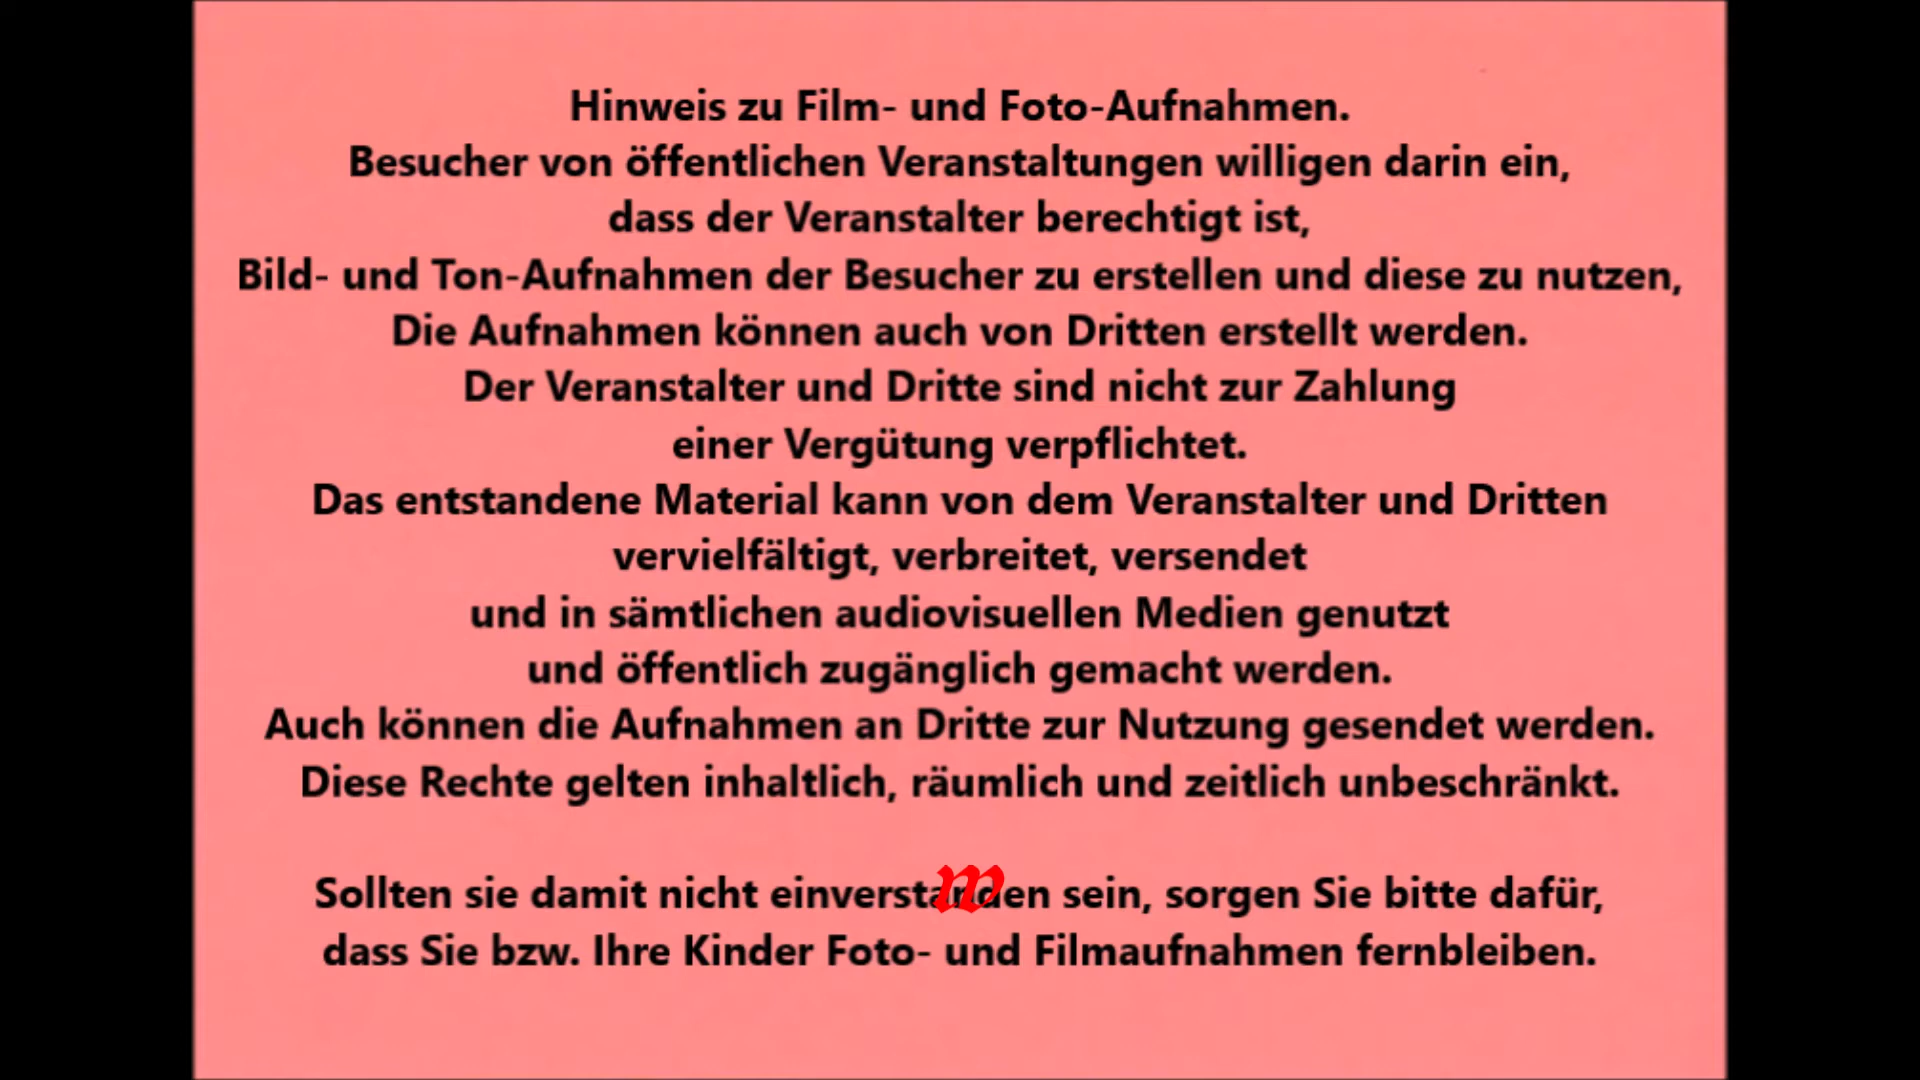 Hinweis zu Film- und Foto-Aufnahmen.
Besucher von öffentlichen Veranstaltungen willigen darin ein,
dass der Veranstalter berechtigt ist,
Bild- und Ton-Aufnahmen der Besucher zu erstellen und diese zu nutzen,
Die Aufnahmen können auch von Dritten erstellt werden.
Der Veranstalter und Dritte sind nicht zur Zahlung
einer Vergütung verpflichtet.
Das entstandene Material kann von dem Veranstalter und Dritten
vervielfältigt, verbreitet, versendet
und in sämtlichen audiovisuellen Medien genutzt
und öffentlich zugänglich gemacht werden.
Auch können die Aufnahmen an Dritte zur Nutzung gesendet werden.
Diese Rechte gelten inhaltlich, räumlich und zeitlich unbeschränkt.
Sollten sie damit nicht einverstanden sein, sorgen Sie bitte dafür,
dass Sie bzw. Ihre Kinder Foto- und Filmaufnahmen fernbleiben.